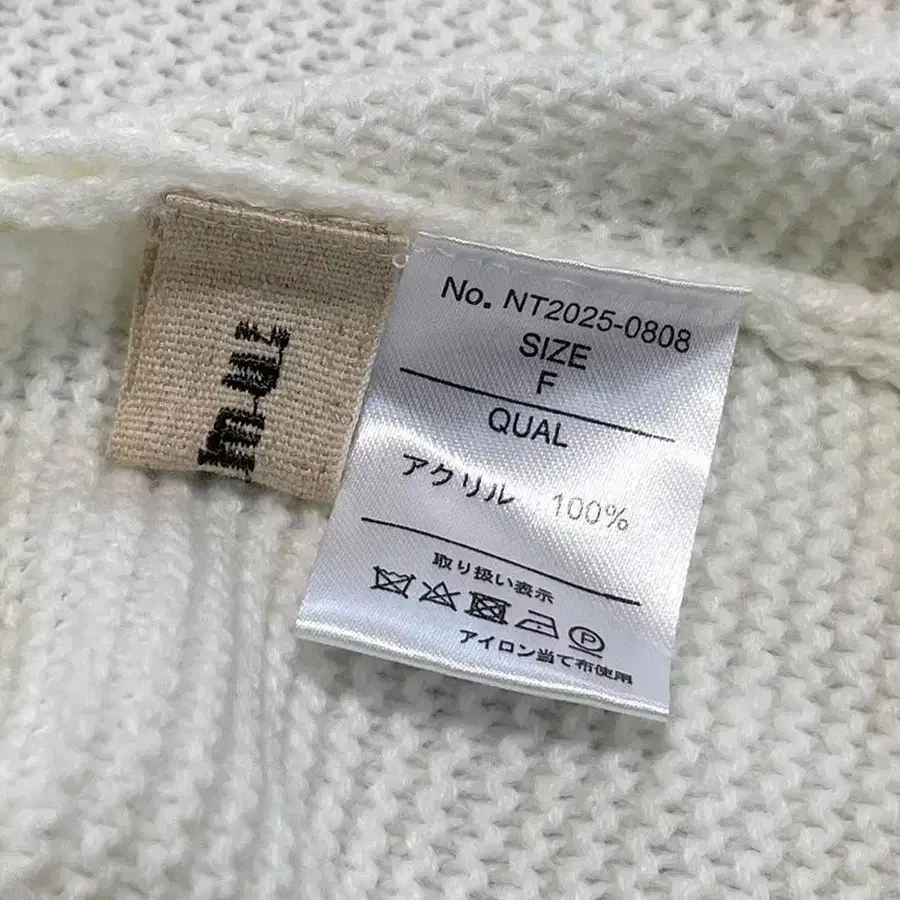 No. NT2025-0808
SIZE
F
QUAL
アクリル 100%
取り扱い表示
P
アイロン当て布使用